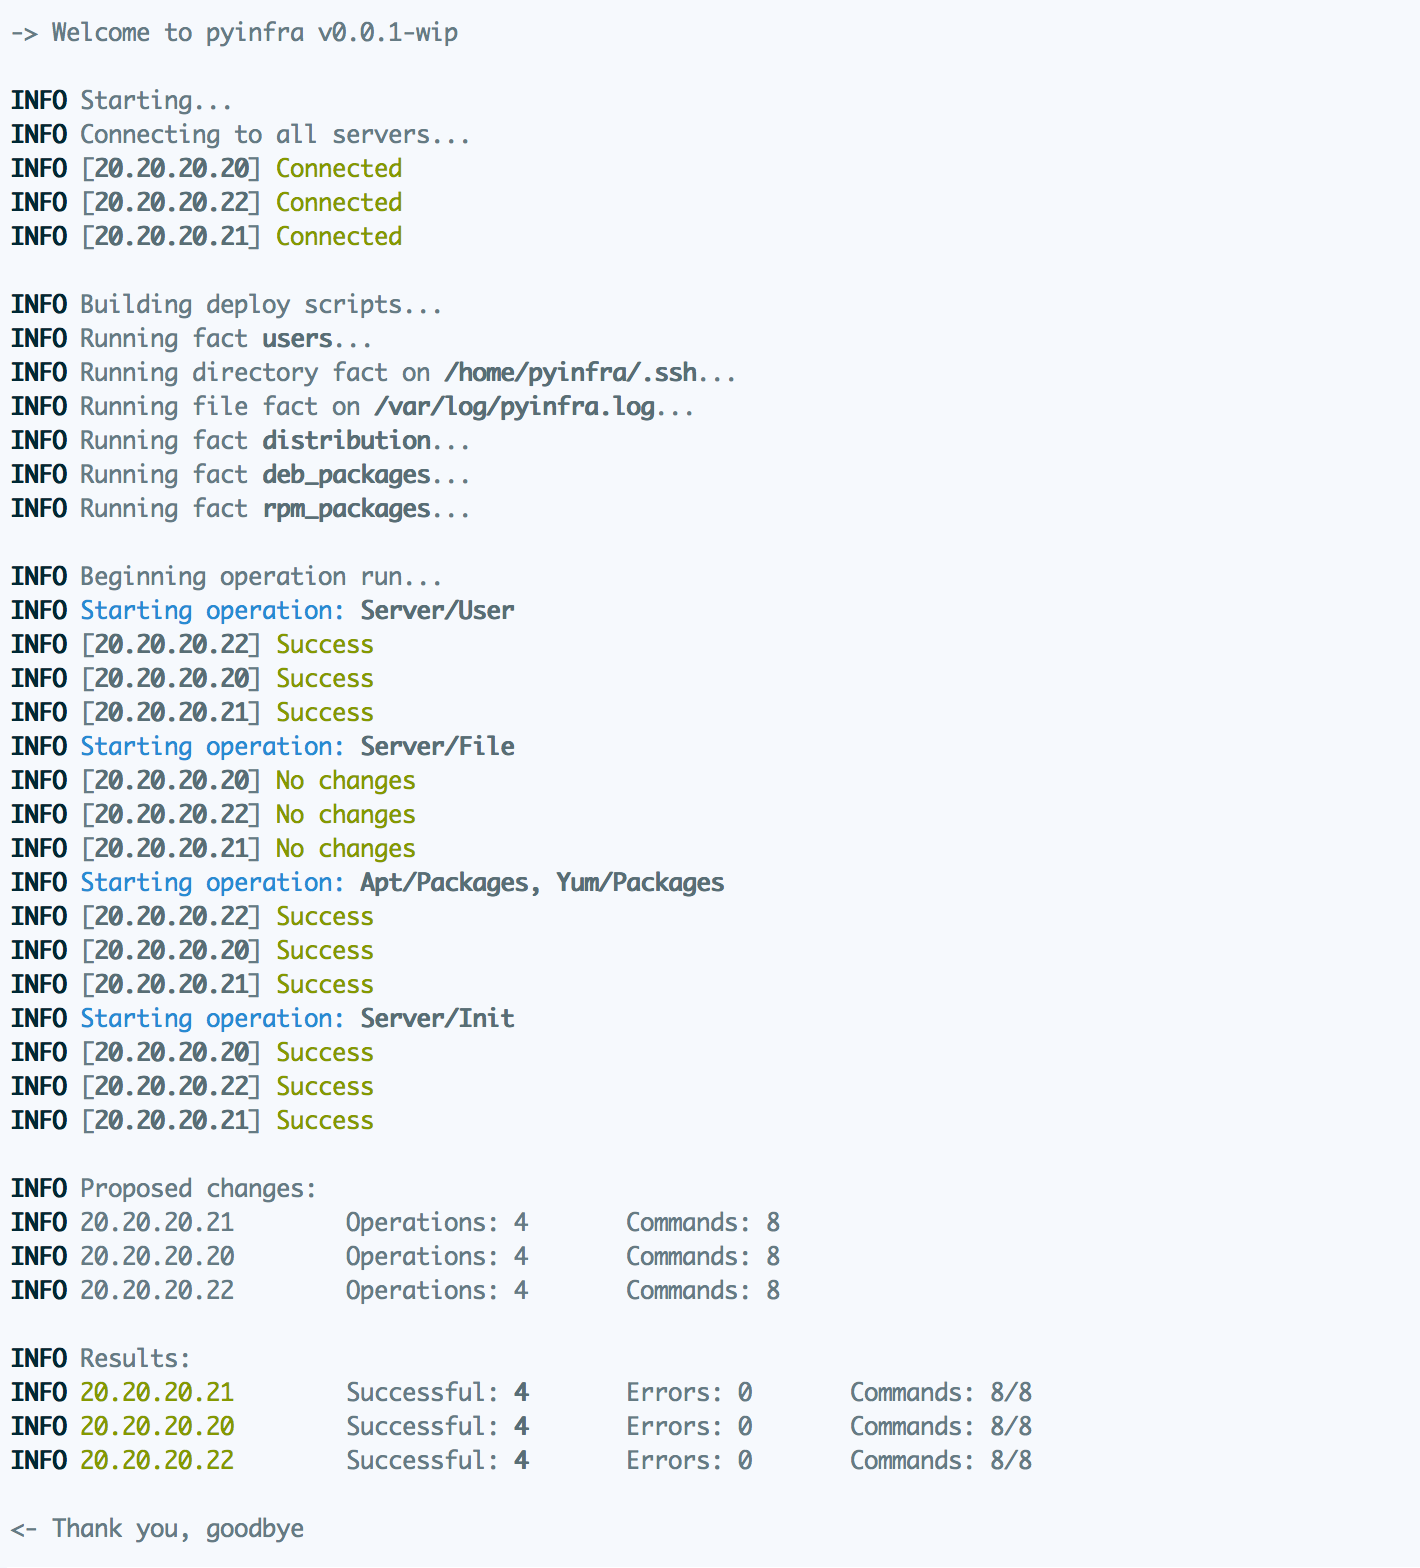 -> Welcome to pyinfra v0.0.1-wip
INFO Starting...
INFO Connecting to all servers...
INFO [20.20.20.20] Connected
INFO [20.20.20.22] Connected
INFO [20.20.20.21] Connected
INFO Building deploy scripts...
INFO Running fact users...
INFO Running directory fact on /home/pyinfra/.ssh...
INFO Running file fact on /var/log/pyinfra.log...
INFO Running fact distribution...
INFO Running fact deb_packages...
INFO Running fact rpm_packages...
INFO Beginning operation run...
INFO Starting operation: Server/User
INFO [20.20.20.22] Success
INFO [20.20.20.20] Success
INFO [20.20.20.21] Success
INFO Starting operation: Server/File
INFO [20.20.20.20] No changes
INFO [20.20.20.22] No changes
INFO [20.20.20.21] No changes
INFO Starting operation: Apt/Packages, Yum/Packages
INFO [20.20.20.22] Success
INFO [20.20.20.20] Success
INFO [20.20.20.21] Success
INFO Starting operation: Server/Init
INFO [20.20.20.20] Success
INFO [20.20.20.22] Success
INFO [20.20.20.21] Success
INFO Proposed changes:
INFO 20.20.20.21 Operations: 4 Commands: 8
INFO 20.20.20.20 Operations: 4 Commands: 8
INFO 20.20.20.22 Operations: 4 Commands: 8
INFO Results:
INFO 20.20.20.21 Successful: 4 Errors: 0 Commands: 8/8
INFO 20.20.20.20 Successful: 4 Errors: 0 Commands: 8/8
INFO 20.20.20.22 Successful: 4 Errors: 0 Commands: 8/8
<- Thank you, goodbye